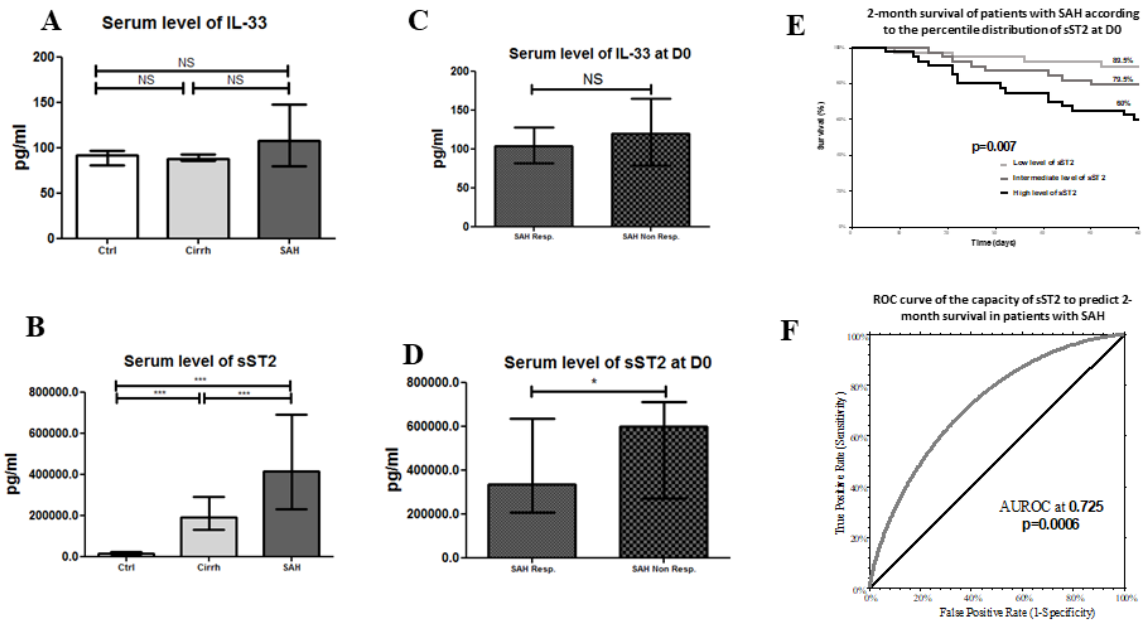 A
Serum level of IL-33
pg/ml
200
150
100
50
0
NS
NS
NS
Ctrl
Cirrh
SAH
B
Serum level of sST2
pg/ml
800000.0
600000.0
400000.0
200000.0
0.0
***
***
***
Ctrl
Cirrh
SAH
C
Serum level of IL-33 at D0
pg/ml
200
150
100
50
0
NS
SAH Resp.
SAH Non Resp.
D
Serum level of sST2 at D0
pg/ml
800000.0
600000.0
400000.0
200000.0
0.0
*
SAH Resp.
SAH Non Resp.
E
2-month survival of patients with SAH according
to the percentile distribution of sST2 at D0
Survival (%)
89.5%
79.5%
60%
p=0.007
Low level of sST2
Intermediate level of sST2
High level of sST2
Time (days)
F
ROC curve of the capacity of sST2 to predict 2-
month survival in patients with SAH
True Positive Rate (Sensitivity)
100%
80%
60%
40%
20%
0%
AUROC at 0.725
p=0.0006
0%
20%
40%
60%
80%
100%
False Positive Rate (1-Specificity)